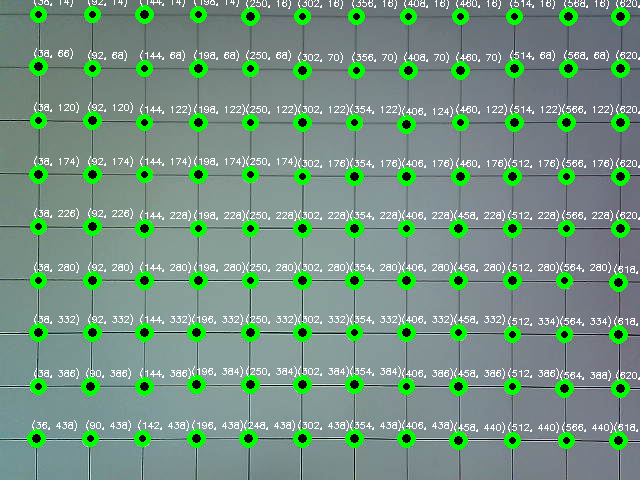 (38, 14) (92, 14) (144, 14) (198, 14) (250, 16) (302, 16) (356, 16) (408, 16) (460, 16) (514, 16) (568, 16) (620,
(38, 66) (92, 68) (144, 68) (198, 68) (250, 68) (302, 70) (356, 70) (408, 70) (460, 70) (514, 68) (568, 68) (620,
(38, 120) (92, 120) (144, 122) (198, 122) (250, 122) (302, 122) (354, 122) (406, 124) (460, 122) (514, 122) (566, 122) (620,
(38, 174) (92, 174) (144, 174) (198, 174) (250, 174) (302, 176) (354, 176) (406, 176) (460, 176) (512, 176) (566, 176) (620,
(38, 226) (92, 226) (144, 228) (198, 228) (250, 228) (302, 228) (354, 228) (406, 228) (458, 228) (512, 228) (566, 228) (620,
(38, 280) (92, 280) (144, 280) (198, 280) (250, 280) (302, 280) (354, 280) (406, 280) (458, 280) (512, 280) (564, 280) (618,
(38, 332) (92, 332) (144, 332) (196, 332) (250, 332) (302, 332) (354, 332) (406, 332) (458, 332) (512, 334) (564, 334) (618,
(38, 386) (90, 386) (144, 386) (196, 384) (250, 384) (302, 384) (354, 384) (406, 386) (458, 386) (512, 386) (564, 388) (620,
(36, 438) (90, 438) (142, 438) (196, 438) (248, 438) (302, 438) (354, 438) (406, 438) (458, 440) (512, 440) (566, 440) (618,